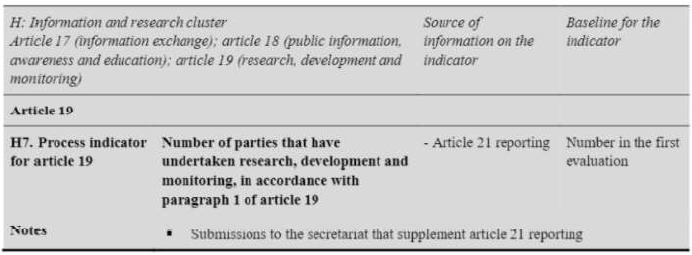 H: Information and research cluster
Article 17 (information exchange); article 18 (public information,
awareness and education); article 19 (research, development and
monitoring)
Source of
information on the
indicator
Baseline for the
indicator
Article 19
H7. Process indicator
for article 19
Number of parties that have
undertaken research, development and
monitoring, in accordance with
paragraph 1 of article 19
- Article 21 reporting
Number in the first
evaluation
Notes
▪ Submissions to the secretariat that supplement article 21 reporting